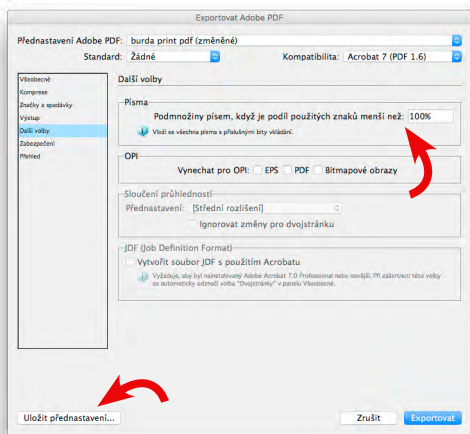 Exportovat Adobe PDF
Přednastavení Adobe PDF: burda print pdf (změněné)
Standard: Žádné Kompatibilita: Acrobat 7 (PDF 1.6)
Všeobecné
Komprese
Značky a spadávky
Výstup
Další volby
Zabezpečení
Přehled
Další volby
Písma
Podmnožiny písem, když je podíl použitých znaků menší než: 100%
Vloží se všechna písma s příslušnými bity vkládání.
OPI
Vynechat pro OPI: EPS PDF Bitmapové obrazy
Sloučení průhledností
Přednastavení: [Střední rozlišení]
Ignorovat změny pro dvojstránku
JDF (Job Definition Format)
Vytvořit soubor JDF s použitím Acrobatu
Vyžaduje, aby byl nainstalovaný Adobe Acrobat 7.0 Professional nebo novější. Při zaškrtnutí této volby
se automaticky odznačí volba "Dvojstránky" v panelu Všeobecné.
Uložit přednastavení... Zrušit Exportovat